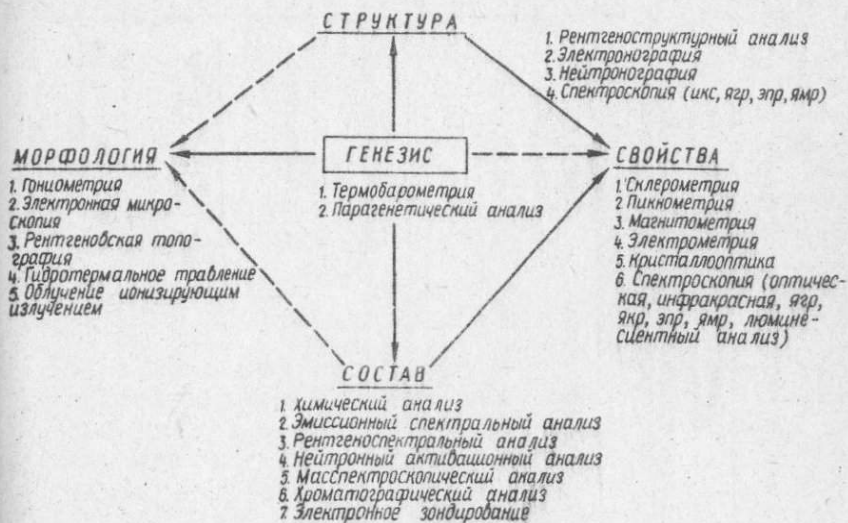 СТРУКТУРА
1. Рентгеноструктурный анализ
2. Электронография
3. Нейтронография
4. Спектроскопия (икс, ягр, эпр, ямр)
МОРФОЛОГИЯ
1. Гониометрия
2. Электронная микро-
скопия
3. Рентгеновская топо-
графия
4. Гидротермальное травление
5. Облучение ионизирующим
излучением
ГЕНЕЗИС
1. Термобарометрия
2. Парагенетический анализ
СВОЙСТВА
1. Склерометрия
2 Пикнометрия
3. Магнитометрия
4. Электрометрия
5. Кристаллооптика
6. Спектроскопия (оптичес-
кая, инфракрасная, ягр,
якр, эпр, ямр, люмине-
сцентный анализ)
СОСТАВ
1. Химический анализ
2. Эмиссионный спектральный анализ
3. Рентгеноспектральный анализ
4. Нейтронный активационный анализ
5. Масспектроскопический анализ
6. Хроматографический анализ
7. Электронное зондирование